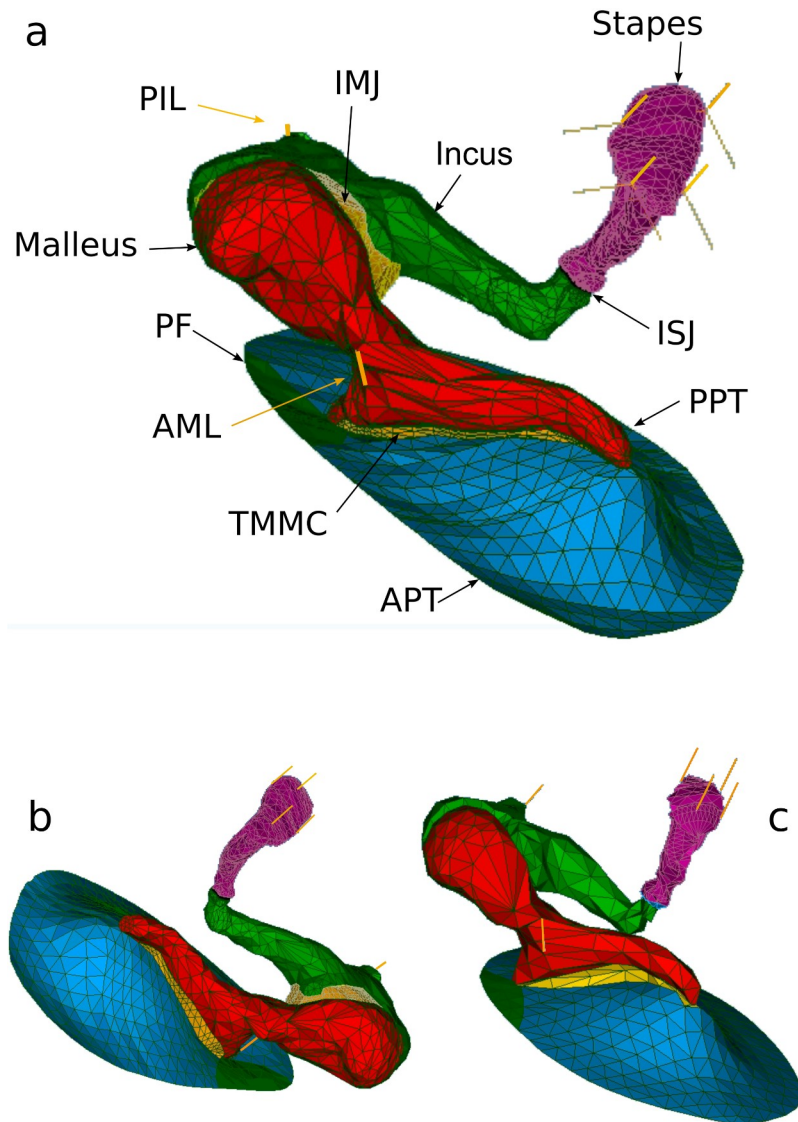 a
Stapes
PIL
IMJ
Incus
Malleus
PF
ISJ
AML
PPT
TMMC
APT
b
c